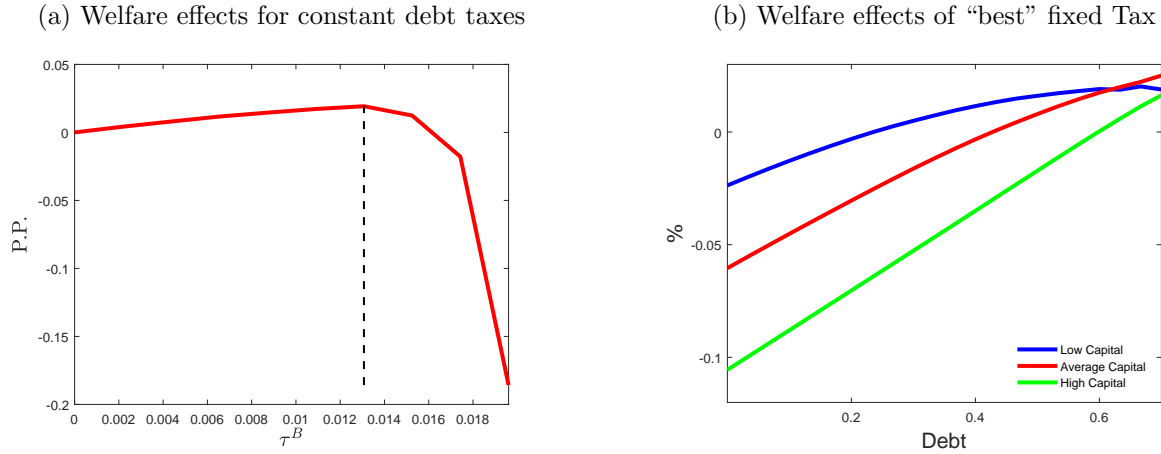 (a) Welfare effects for constant debt taxes
(b) Welfare effects of “best” fixed Tax
0.05
0
-0.05
-0.1
-0.15
-0.2
P.P.
0 0.002 0.004 0.006 0.008 0.01 0.012 0.014 0.016 0.018
τ^B
0
-0.05
-0.1
%
Low Capital
Average Capital
High Capital
0.2 0.4 0.6
Debt